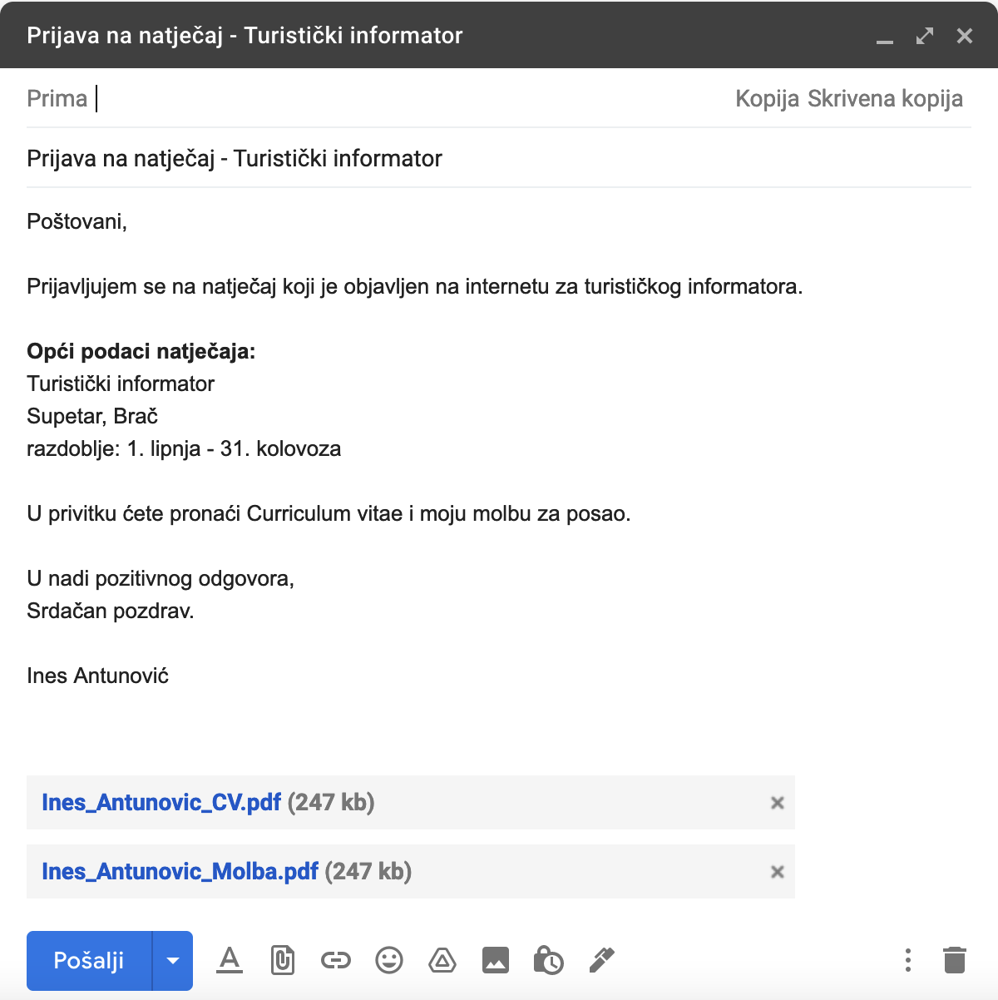 Prijava na natječaj - Turistički informator
Prima
Kopija Skrivena kopija
Prijava na natječaj - Turistički informator
Poštovani,
Prijavljujem se na natječaj koji je objavljen na internetu za turističkog informatora.
Opći podaci natječaja:
Turistički informator
Supetar, Brač
razdoblje: 1. lipnja - 31. kolovoza
U privitku ćete pronaći Curriculum vitae i moju molbu za posao.
U nadi pozitivnog odgovora,
Srdačan pozdrav.
Ines Antunović
Ines_Antunovic_CV.pdf (247 kb)
Ines_Antunovic_Molba.pdf (247 kb)
Pošalji